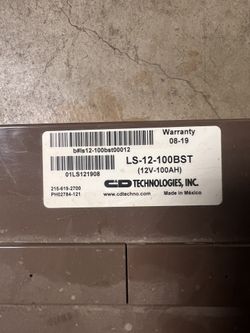 Warranty
08-19
b#ls12-100bst00012
LS-12-100BST
(12V-100AH)
01LS121908
C&D TECHNOLOGIES, INC.
215-619-2700
www.cdtechno.com
Made in México
PH02784-121